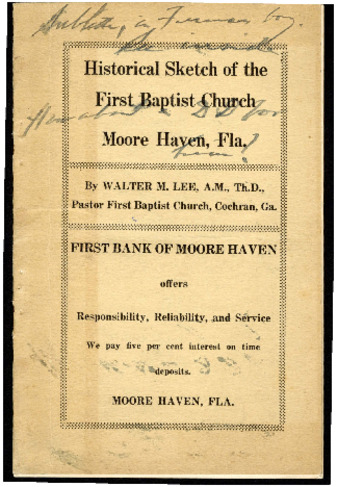 Historical Sketch of the
First Baptist Church
Moore Haven, Fla.
By WALTER M. LEE, A.M., Th.D.,
Pastor First Baptist Church, Cochran, Ga.
FIRST BANK OF MOORE HAVEN
offers
Responsibility, Reliability, and Service
We pay five per cent interest on time
deposits.
MOORE HAVEN, FLA.